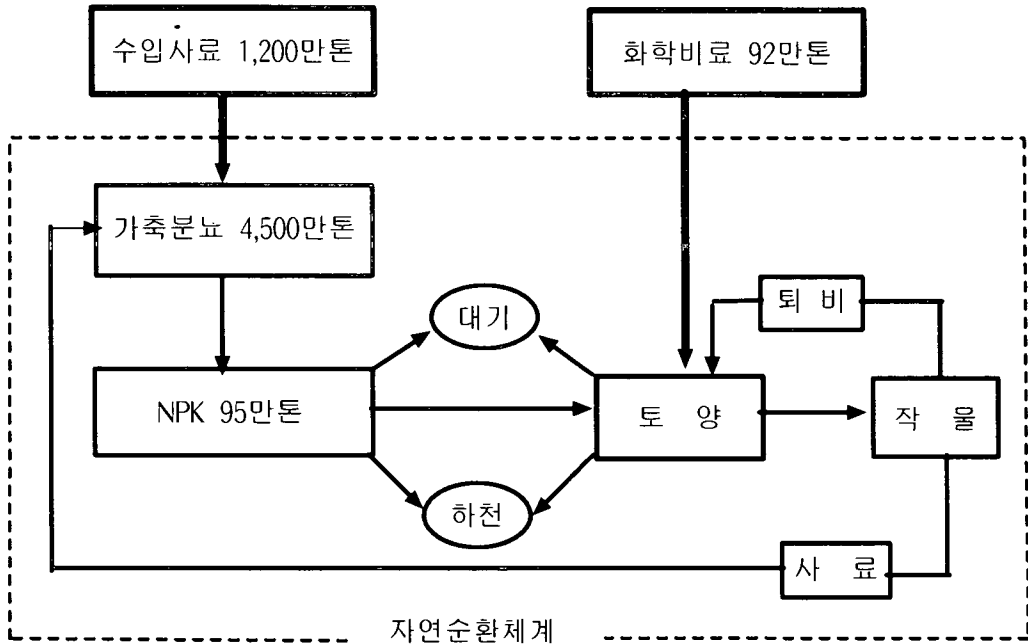 수입사료 1,200만톤
화학비료 92만톤
가축분뇨 4,500만톤
퇴 비
대기
NPK 95만톤
토 양
작 물
하천
사 료
자연순환체계